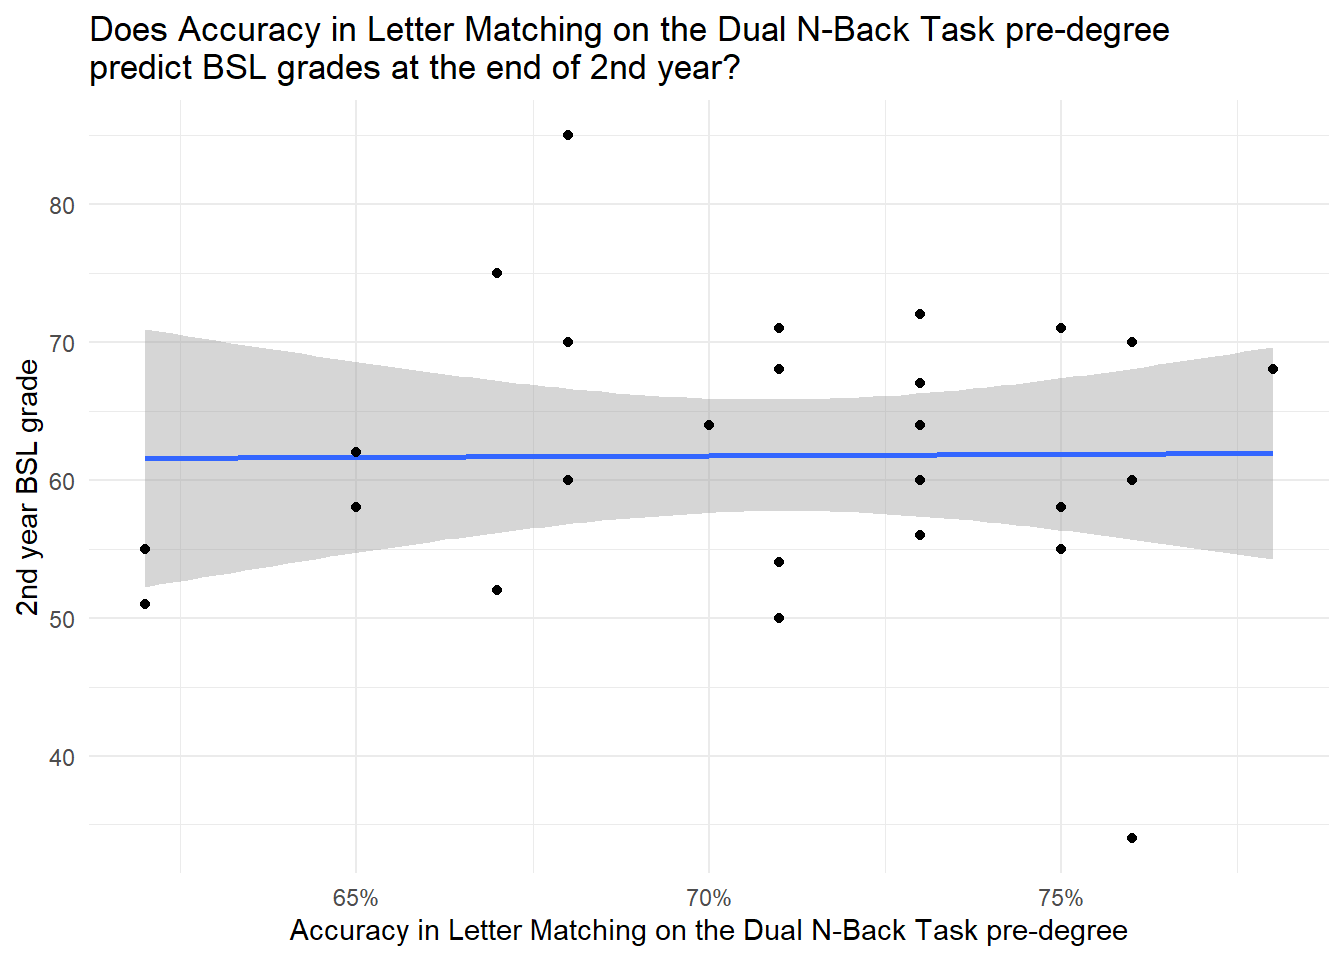 Does Accuracy in Letter Matching on the Dual N-Back Task pre-degree
predict BSL grades at the end of 2nd year?
2nd year BSL grade
80
70
60
50
40
65%
70%
75%
Accuracy in Letter Matching on the Dual N-Back Task pre-degree